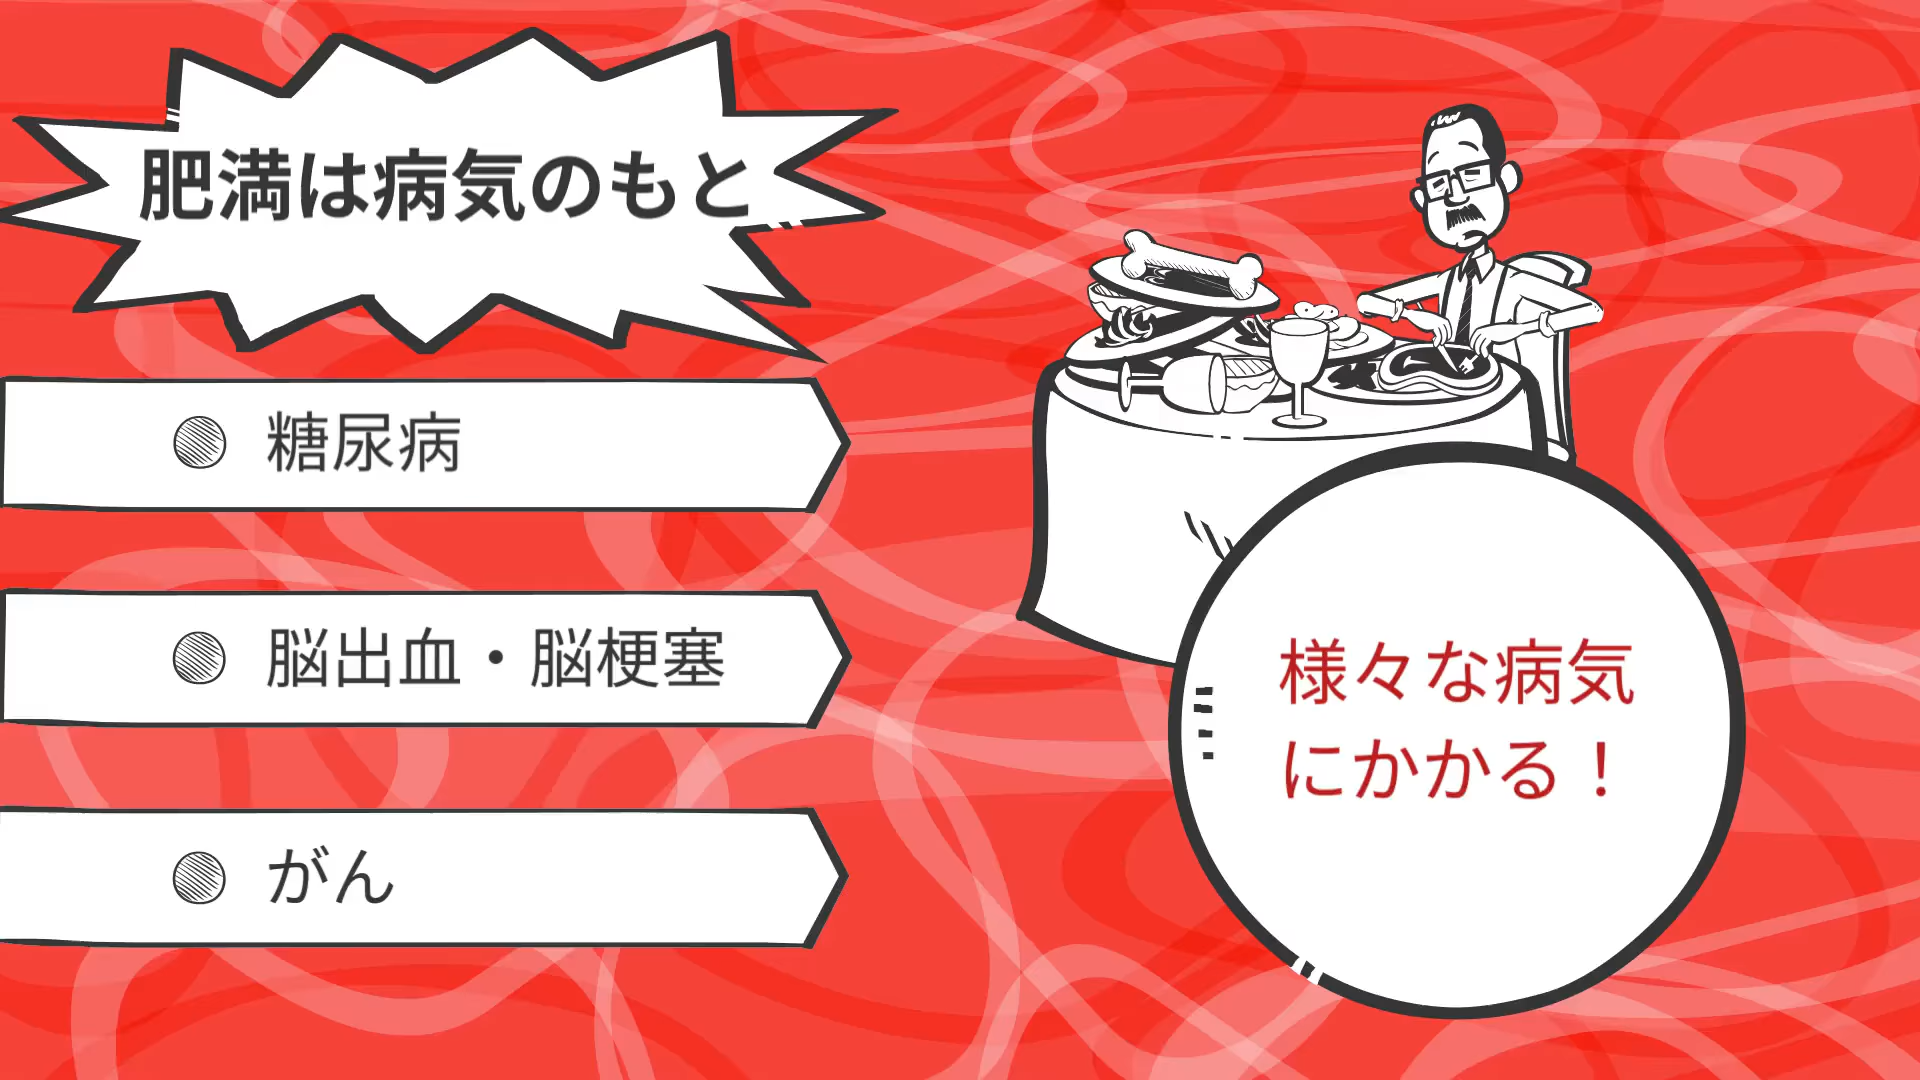 肥満は病気のもと
糖尿病
脳出血・脳梗塞
がん
様々な病気
にかかる！